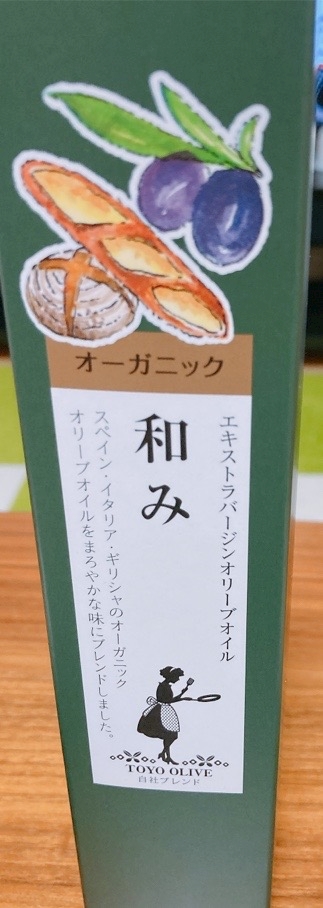 オーガニック
エキストラバージンオリーブオイル
和み
スペイン・イタリア・ギリシャのオーガニック
オリーブオイルをまろやかな味にブレンドしました。
TOYO OLIVE
自社ブレンド